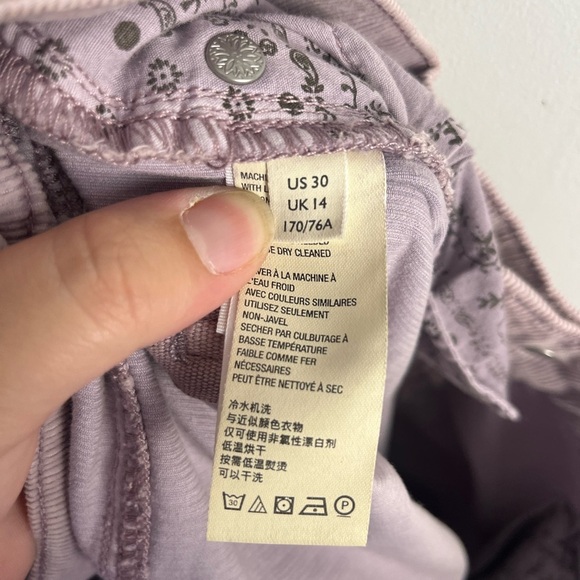 US 30
UK 14
170/76A
MACHI
WITH
DRY CLEANED
À LA MACHINE À
L'EAU FROID
AVEC COULEURS SIMILAIRES
UTILISEZ SEULEMENT
NON-JAVEL
SECHER PAR CULBUTAGE À
BASSE TEMPÉRATURE
FAIBLE COMME FER
NÉCESSAIRES
PEUT ÊTRE NETTOYÉ À SEC
冷水机洗
与近似颜色衣物
仅可使用非氯性漂白剂
低温烘干
按需低温熨烫
可以干洗
30
P